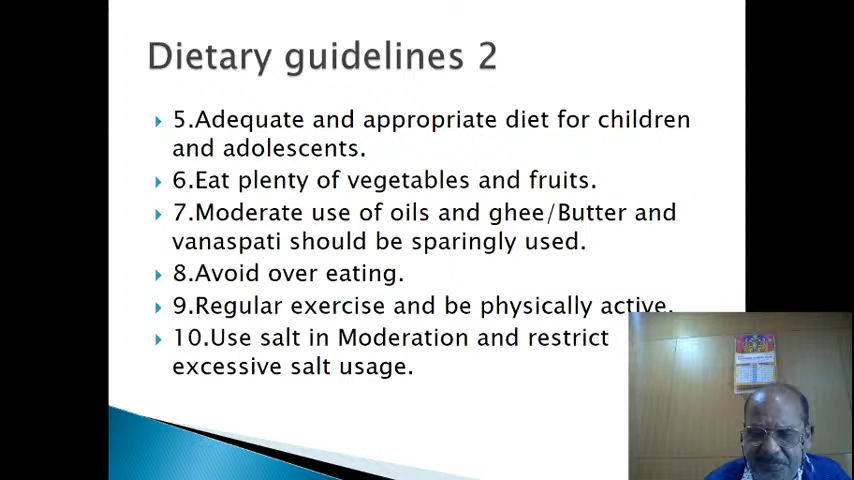 Dietary guidelines 2
5.Adequate and appropriate diet for children
and adolescents.
6.Eat plenty of vegetables and fruits.
7.Moderate use of oils and ghee/Butter and
vanaspati should be sparingly used.
8.Avoid over eating.
9.Regular exercise and be physically active.
10.Use salt in Moderation and restrict
excessive salt usage.